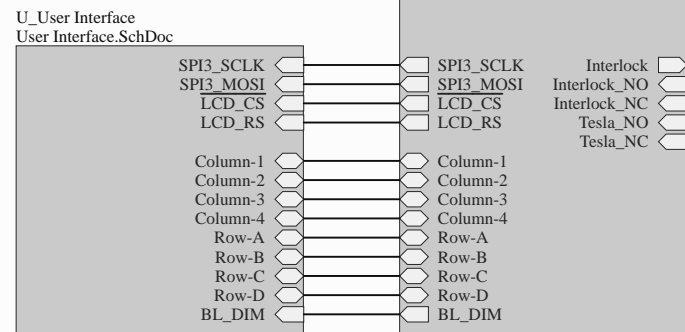 U_User Interface
User Interface.SchDoc
SPI3_SCLK
SPI3_MOSI
LCD_CS
LCD_RS
Column-1
Column-2
Column-3
Column-4
Row-A
Row-B
Row-C
Row-D
BL_DIM
SPI3_SCLK
SPI3_MOSI
LCD_CS
LCD_RS
Column-1
Column-2
Column-3
Column-4
Row-A
Row-B
Row-C
Row-D
BL_DIM
Interlock
Interlock_NO
Interlock_NC
Tesla_NO
Tesla_NC